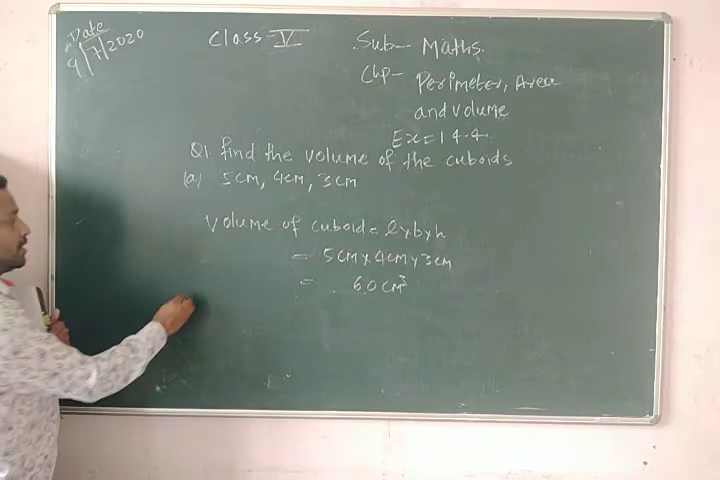 Date
9/7/2020
Class - V
Sub - Maths.
Chp - Perimeter, Area
and volume
Ex = 14.4
Q1. find the volume of the cuboids
(a) 5cm, 4cm, 3cm
Volume of cuboid = l×b×h
= 5cm×4cm×3cm
= 60cm³